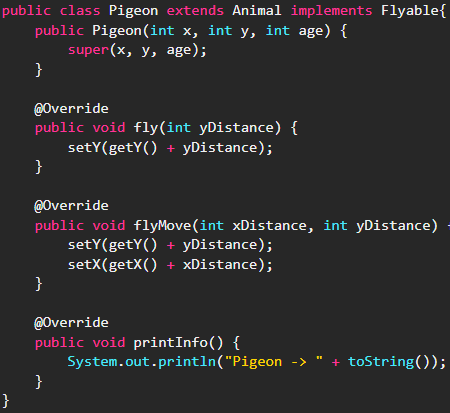 public class Pigeon extends Animal implements Flyable{
    public Pigeon(int x, int y, int age) {
        super(x, y, age);
    }

    @Override
    public void fly(int yDistance) {
        setY(getY() + yDistance);
    }

    @Override
    public void flyMove(int xDistance, int yDistance) {
        setY(getY() + yDistance);
        setX(getX() + xDistance);
    }

    @Override
    public void printInfo() {
        System.out.println("Pigeon -> " + toString());
    }
}